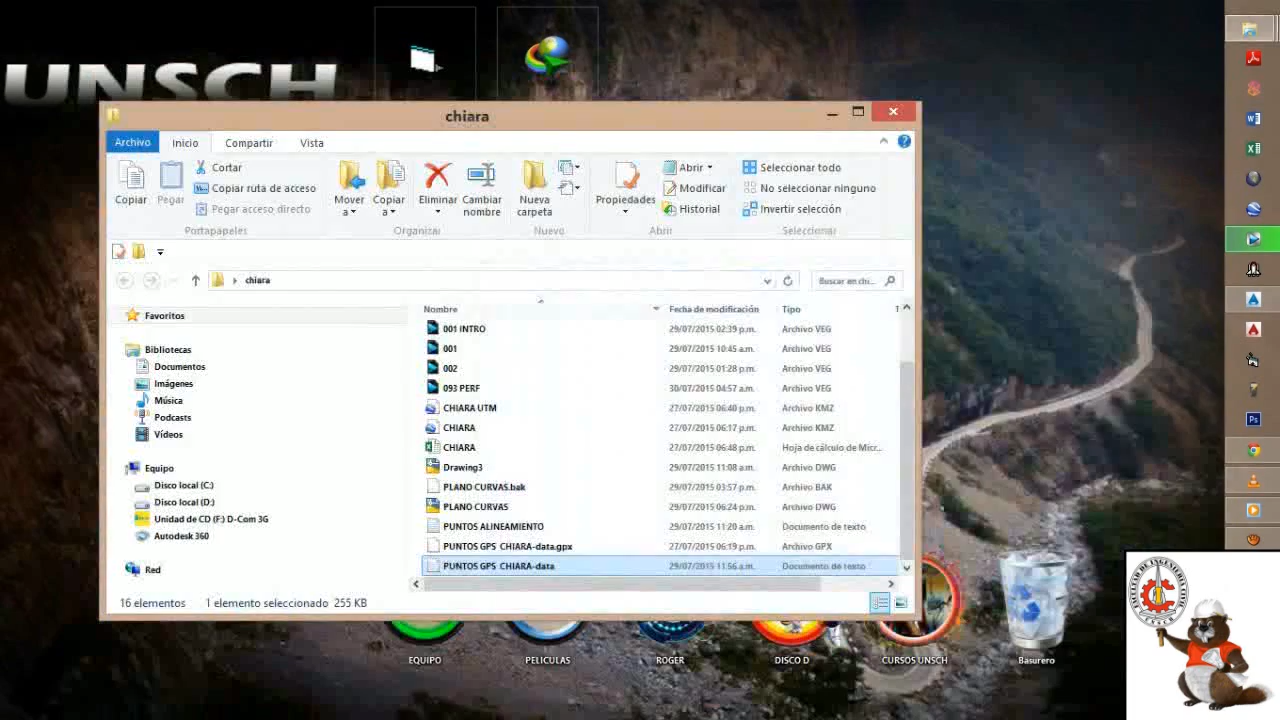 UNSCH
chiara
Archivo Inicio Compartir Vista
Copiar
Pegar
Cortar
Copiar ruta de acceso
Pegar acceso directo
Portapapeles
Mover a
Copiar a
Eliminar
Cambiar nombre
Organizar
Nueva carpeta
Nuevo
Propiedades
Abrir
Modificar
Historial
Abrir
Seleccionar todo
No seleccionar ninguno
Invertir selección
Seleccionar
chiara
Buscar en chi...
Favoritos
Bibliotecas
Documentos
Imágenes
Música
Podcasts
Vídeos
Equipo
Disco local (C:)
Disco local (D:)
Unidad de CD (F:) D-Com 3G
Autodesk 360
Red
Nombre Fecha de modificación Tipo
001 INTRO 29/07/2015 02:39 p.m. Archivo VEG
001 29/07/2015 10:45 a.m. Archivo VEG
002 29/07/2015 01:28 p.m. Archivo VEG
093 PERF 30/07/2015 04:57 a.m. Archivo VEG
CHIARA UTM 27/07/2015 06:40 p.m. Archivo KMZ
CHIARA 27/07/2015 06:17 p.m. Archivo KMZ
CHIARA 27/07/2015 06:48 p.m. Hoja de cálculo de Micr...
Drawing3 29/07/2015 11:08 a.m. Archivo DWG
PLANO CURVAS.bak 29/07/2015 03:57 p.m. Archivo BAK
PLANO CURVAS 29/07/2015 06:24 p.m. Archivo DWG
PUNTOS ALINEAMIENTO 29/07/2015 11:20 a.m. Documento de texto
PUNTOS GPS CHIARA-data.gpx 27/07/2015 06:19 p.m. Archivo GPX
PUNTOS GPS CHIARA-data 29/07/2015 11:56 a.m. Documento de texto
16 elementos 1 elemento seleccionado 255 KB
EQUIPO
PELICULAS
ROGER
DISCO D
CURSOS UNSCH
Basurero
Ps